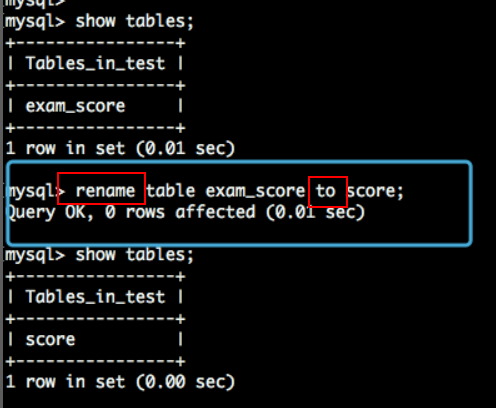 mysql>
mysql> show tables;
+----------------+
| Tables_in_test |
+----------------+
| exam_score     |
+----------------+
1 row in set (0.01 sec)
mysql> rename table exam_score to score;
Query OK, 0 rows affected (0.01 sec)
mysql> show tables;
+----------------+
| Tables_in_test |
+----------------+
| score          |
+----------------+
1 row in set (0.00 sec)